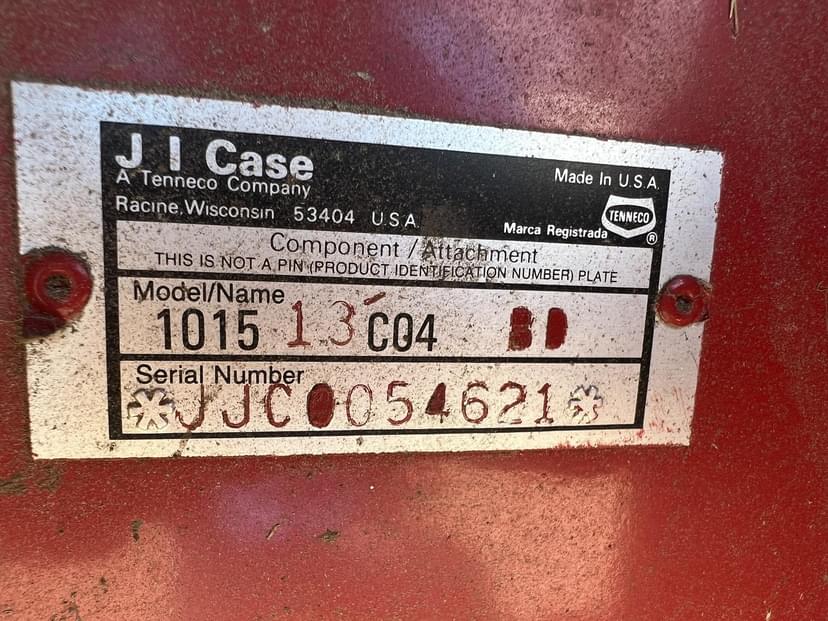 J I Case
A Tenneco Company
Racine, Wisconsin 53404 U.S.A.
Made In U.S.A.
TENNECO
Marca Registrada ®
Component / Attachment
THIS IS NOT A PIN (PRODUCT IDENTIFICATION NUMBER) PLATE
Model/Name
1015 13' C04 BD
Serial Number
*JJC0054621*